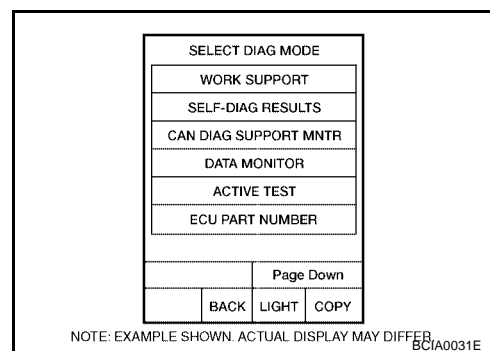 SELECT DIAG MODE
WORK SUPPORT
SELF-DIAG RESULTS
CAN DIAG SUPPORT MNTR
DATA MONITOR
ACTIVE TEST
ECU PART NUMBER
Page Down
BACK LIGHT COPY
NOTE: EXAMPLE SHOWN. ACTUAL DISPLAY MAY DIFFER.
BCIA0031E